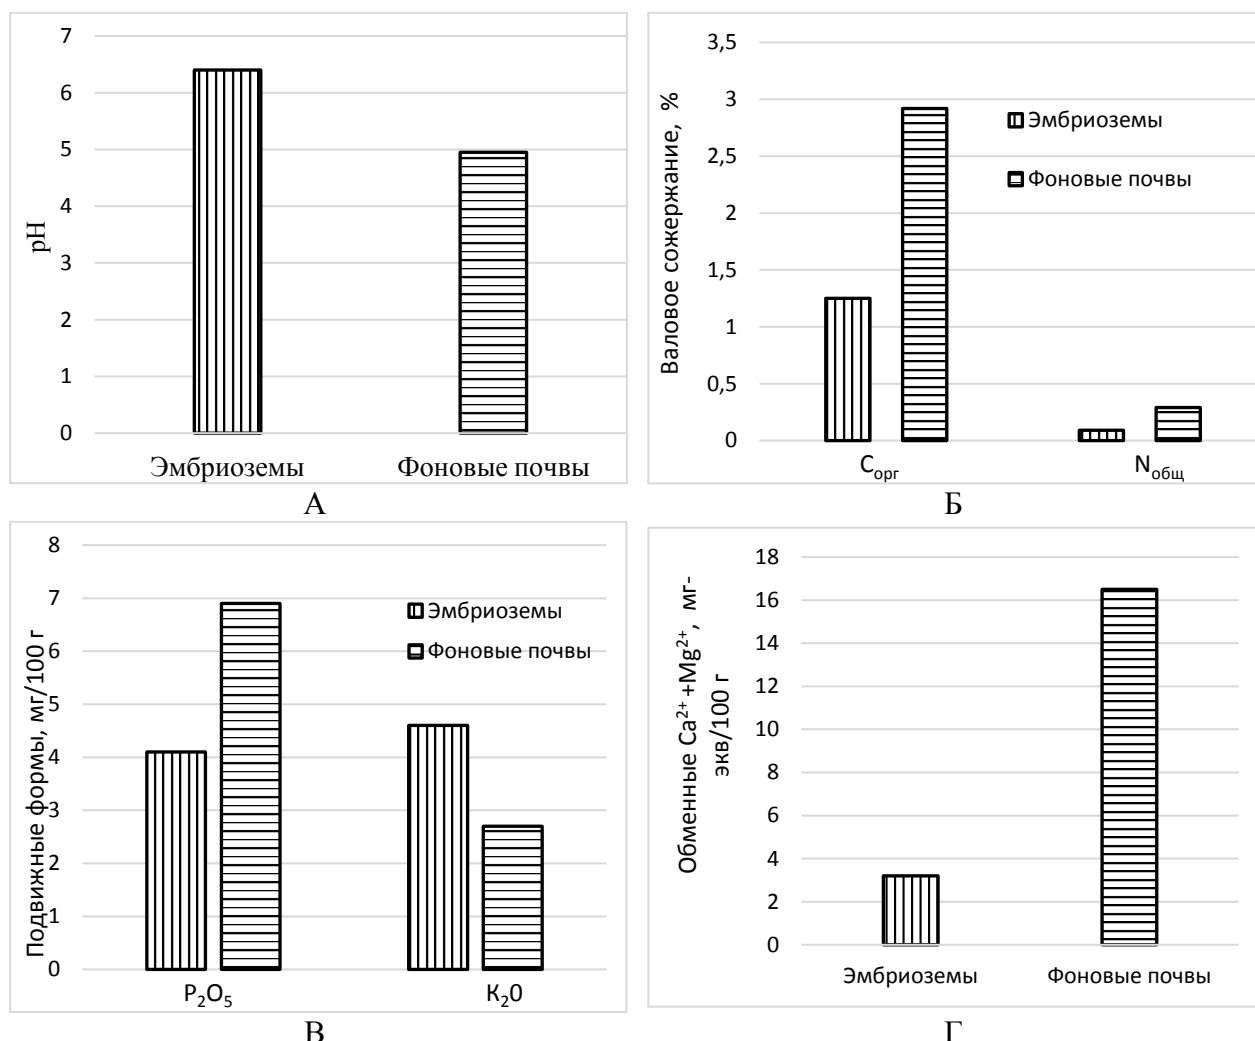 7
6
5
4
3
2
1
0
pH
Эмбриоземы
Фоновые почвы
А
3,5
3
2,5
2
1,5
1
0,5
0
Валовое сожержание, %
Эмбриоземы
Фоновые почвы
Cорг
Nобщ
Б
8
7
6
5
4
3
2
1
0
Подвижные формы, мг/100 г
Эмбриоземы
Фоновые почвы
P₂O₅
K₂0
В
18
16
14
12
10
8
6
4
2
0
Обменные Ca²⁺+Mg²⁺, мг-
экв/100 г
Эмбриоземы
Фоновые почвы
Г